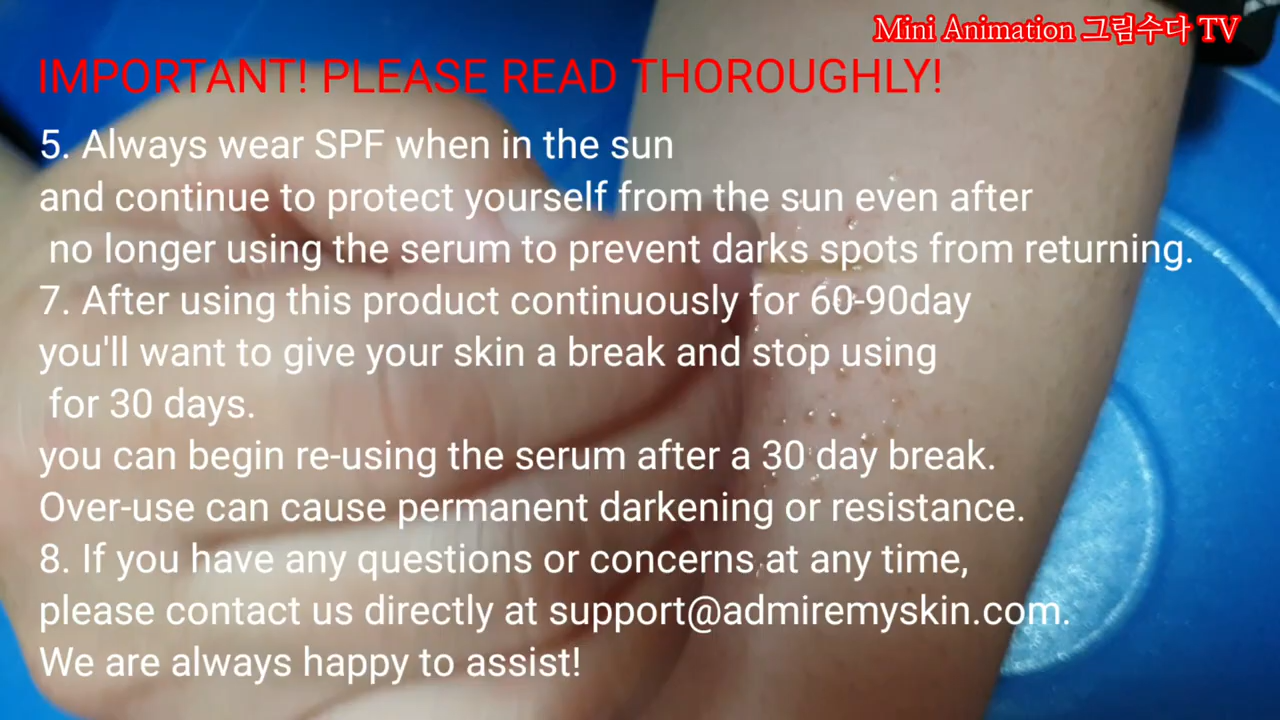 Mini Animation 그림수다 TV
IMPORTANT! PLEASE READ THOROUGHLY!
5. Always wear SPF when in the sun
and continue to protect yourself from the sun even after
no longer using the serum to prevent darks spots from returning.
7. After using this product continuously for 60-90day
you'll want to give your skin a break and stop using
for 30 days.
you can begin re-using the serum after a 30 day break.
Over-use can cause permanent darkening or resistance.
8. If you have any questions or concerns at any time,
please contact us directly at support@admiremyskin.com.
We are always happy to assist!